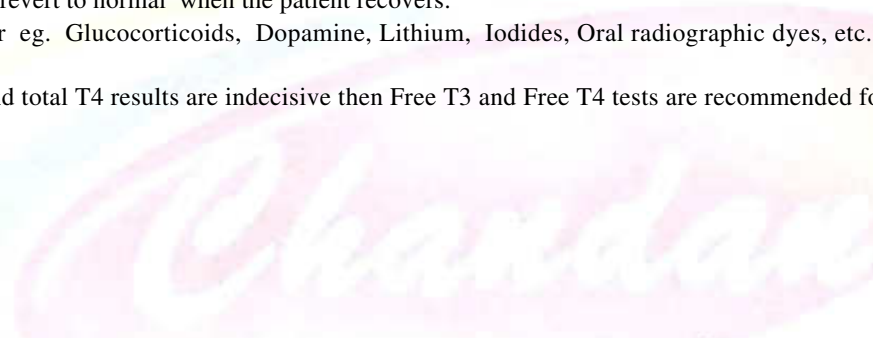 revert to normal when the patient recovers.
r eg. Glucocorticoids, Dopamine, Lithium, Iodides, Oral radiographic dyes, etc.
d total T4 results are indecisive then Free T3 and Free T4 tests are recommended fo
Chandan